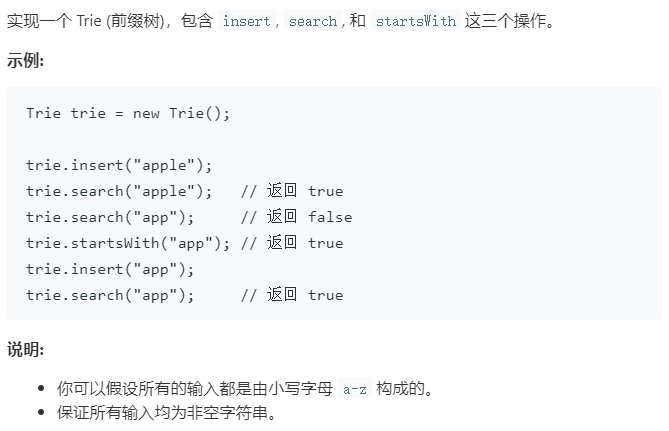 实现一个 Trie (前缀树)，包含 insert, search, 和 startsWith 这三个操作。
示例:
Trie trie = new Trie();
trie.insert("apple");
trie.search("apple");   // 返回 true
trie.search("app");     // 返回 false
trie.startsWith("app"); // 返回 true
trie.insert("app");
trie.search("app");     // 返回 true
说明:
• 你可以假设所有的输入都是由小写字母 a-z 构成的。
• 保证所有输入均为非空字符串。